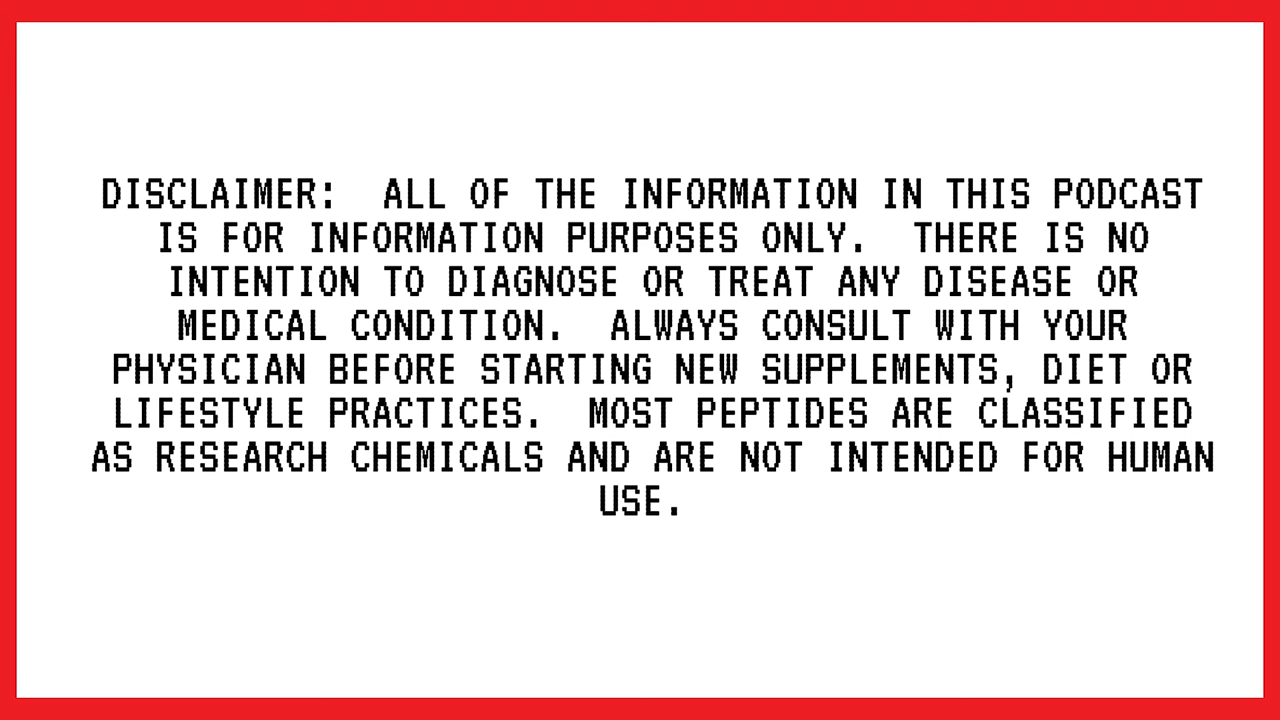 DISCLAIMER:  ALL OF THE INFORMATION IN THIS PODCAST
IS FOR INFORMATION PURPOSES ONLY.  THERE IS NO
INTENTION TO DIAGNOSE OR TREAT ANY DISEASE OR
MEDICAL CONDITION.  ALWAYS CONSULT WITH YOUR
PHYSICIAN BEFORE STARTING NEW SUPPLEMENTS, DIET OR
LIFESTYLE PRACTICES.  MOST PEPTIDES ARE CLASSIFIED
AS RESEARCH CHEMICALS AND ARE NOT INTENDED FOR HUMAN
USE.